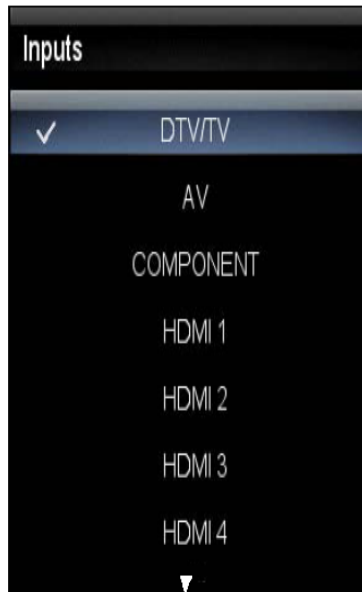 Inputs
DTV/TV
AV
COMPONENT
HDMI 1
HDMI 2
HDMI 3
HDMI 4